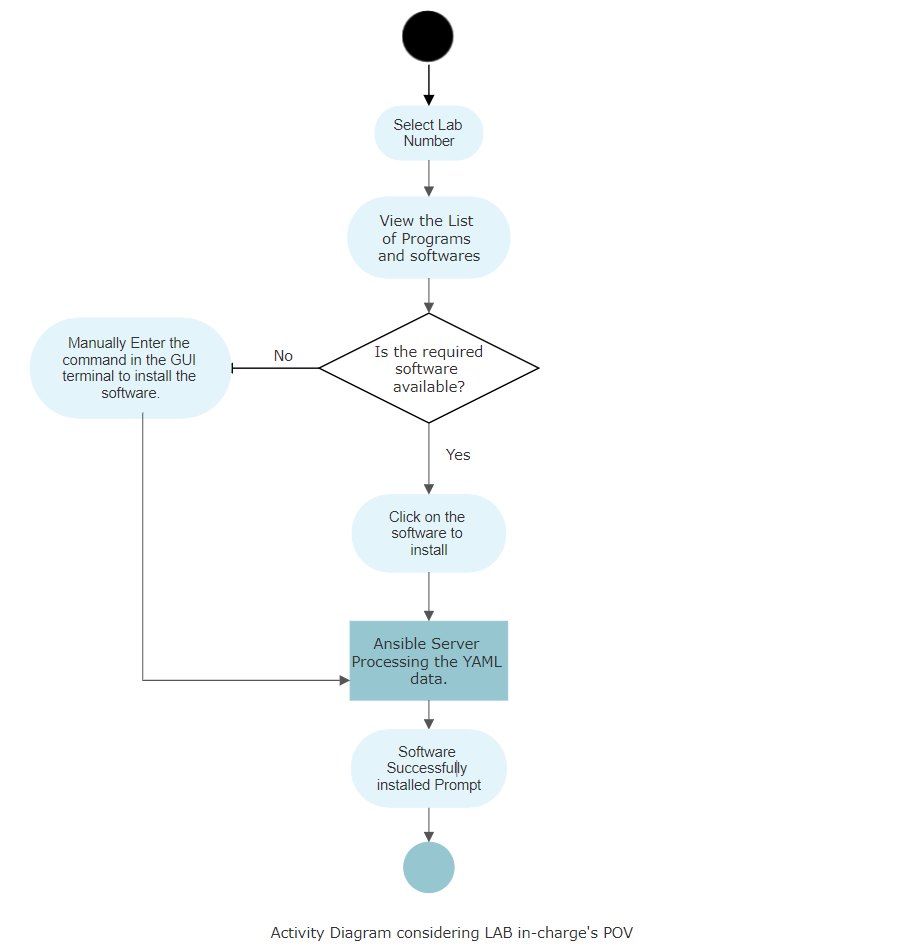 Select Lab
Number
View the List
of Programs
and softwares
Is the required
software
available?
No
Manually Enter the
command in the GUI
terminal to install the
software.
Yes
Click on the
software to
install
Ansible Server
Processing the YAML
data.
Software
Successfully
installed Prompt
Activity Diagram considering LAB in-charge's POV